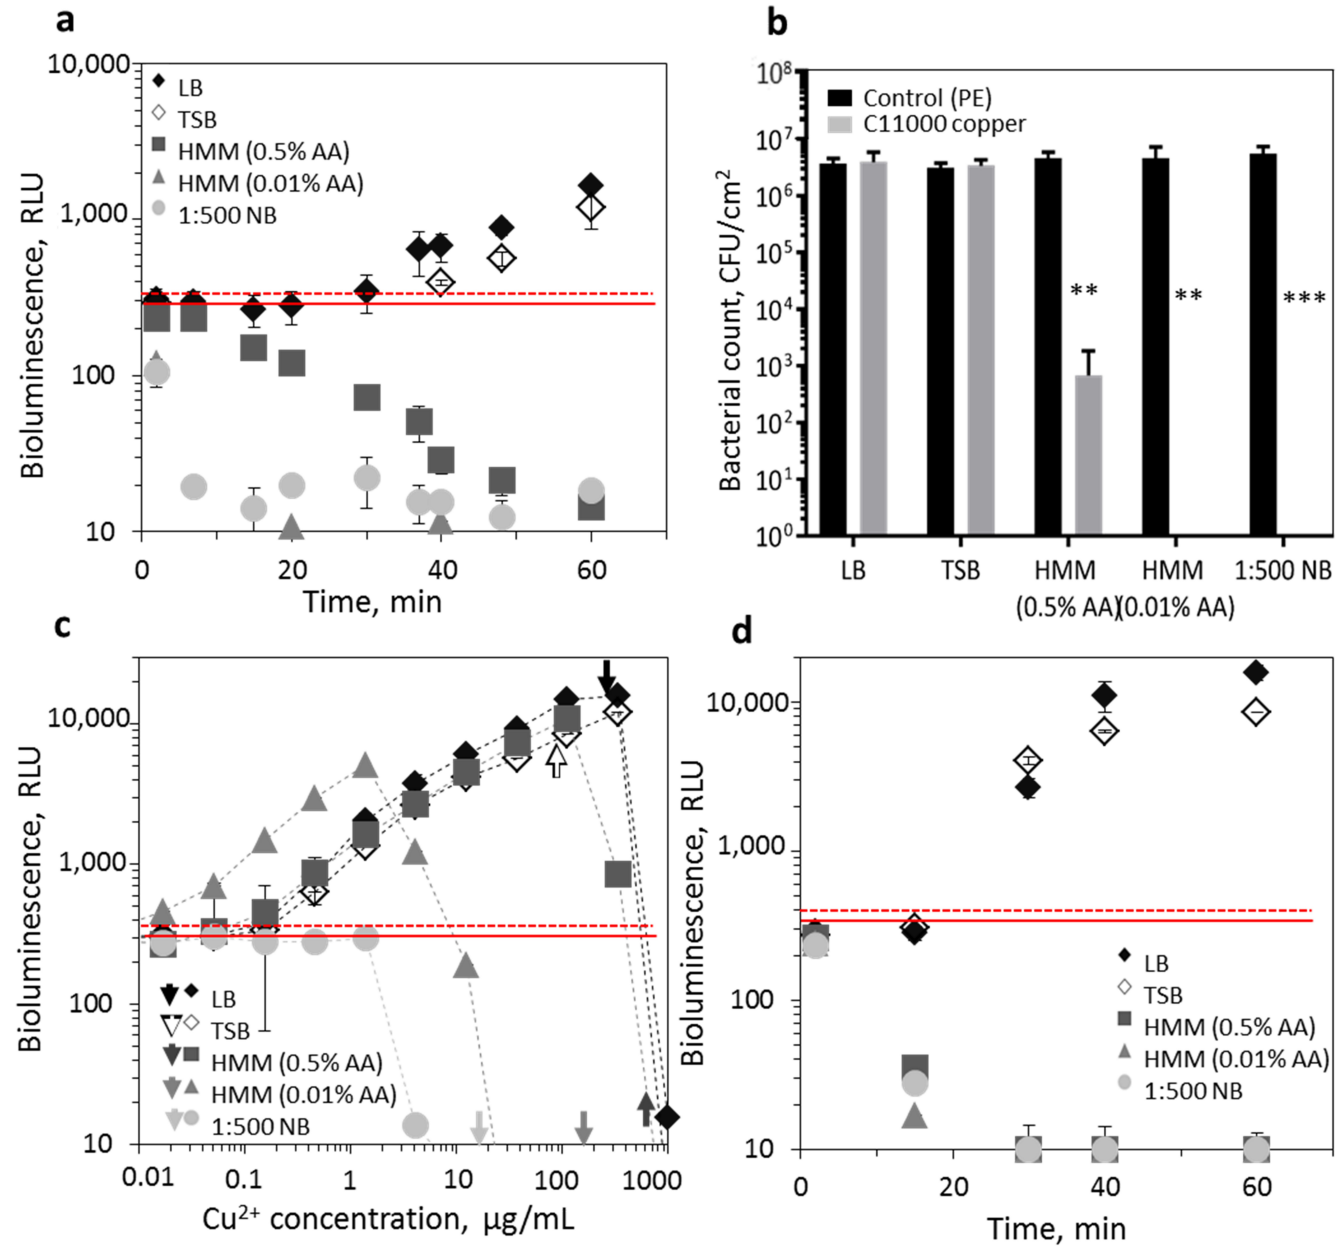 a
10,000
1,000
100
10
0
20
40
60
Bioluminescence, RLU
Time, min
LB
TSB
HMM (0.5% AA)
HMM (0.01% AA)
1:500 NB
b
10⁸
10⁷
10⁶
10⁵
10⁴
10³
10²
10¹
10⁰
Bacterial count, CFU/cm²
Control (PE)
C11000 copper
**
**
***
LB
TSB
HMM
(0.5% AA)
HMM
(0.01% AA)
1:500 NB
c
10,000
1,000
100
10
0.01
0.1
1
10
100
1000
Bioluminescence, RLU
Cu²⁺ concentration, µg/mL
LB
TSB
HMM (0.5% AA)
HMM (0.01% AA)
1:500 NB
d
10,000
1,000
100
10
0
20
40
60
Bioluminescence, RLU
Time, min
LB
TSB
HMM (0.5% AA)
HMM (0.01% AA)
1:500 NB